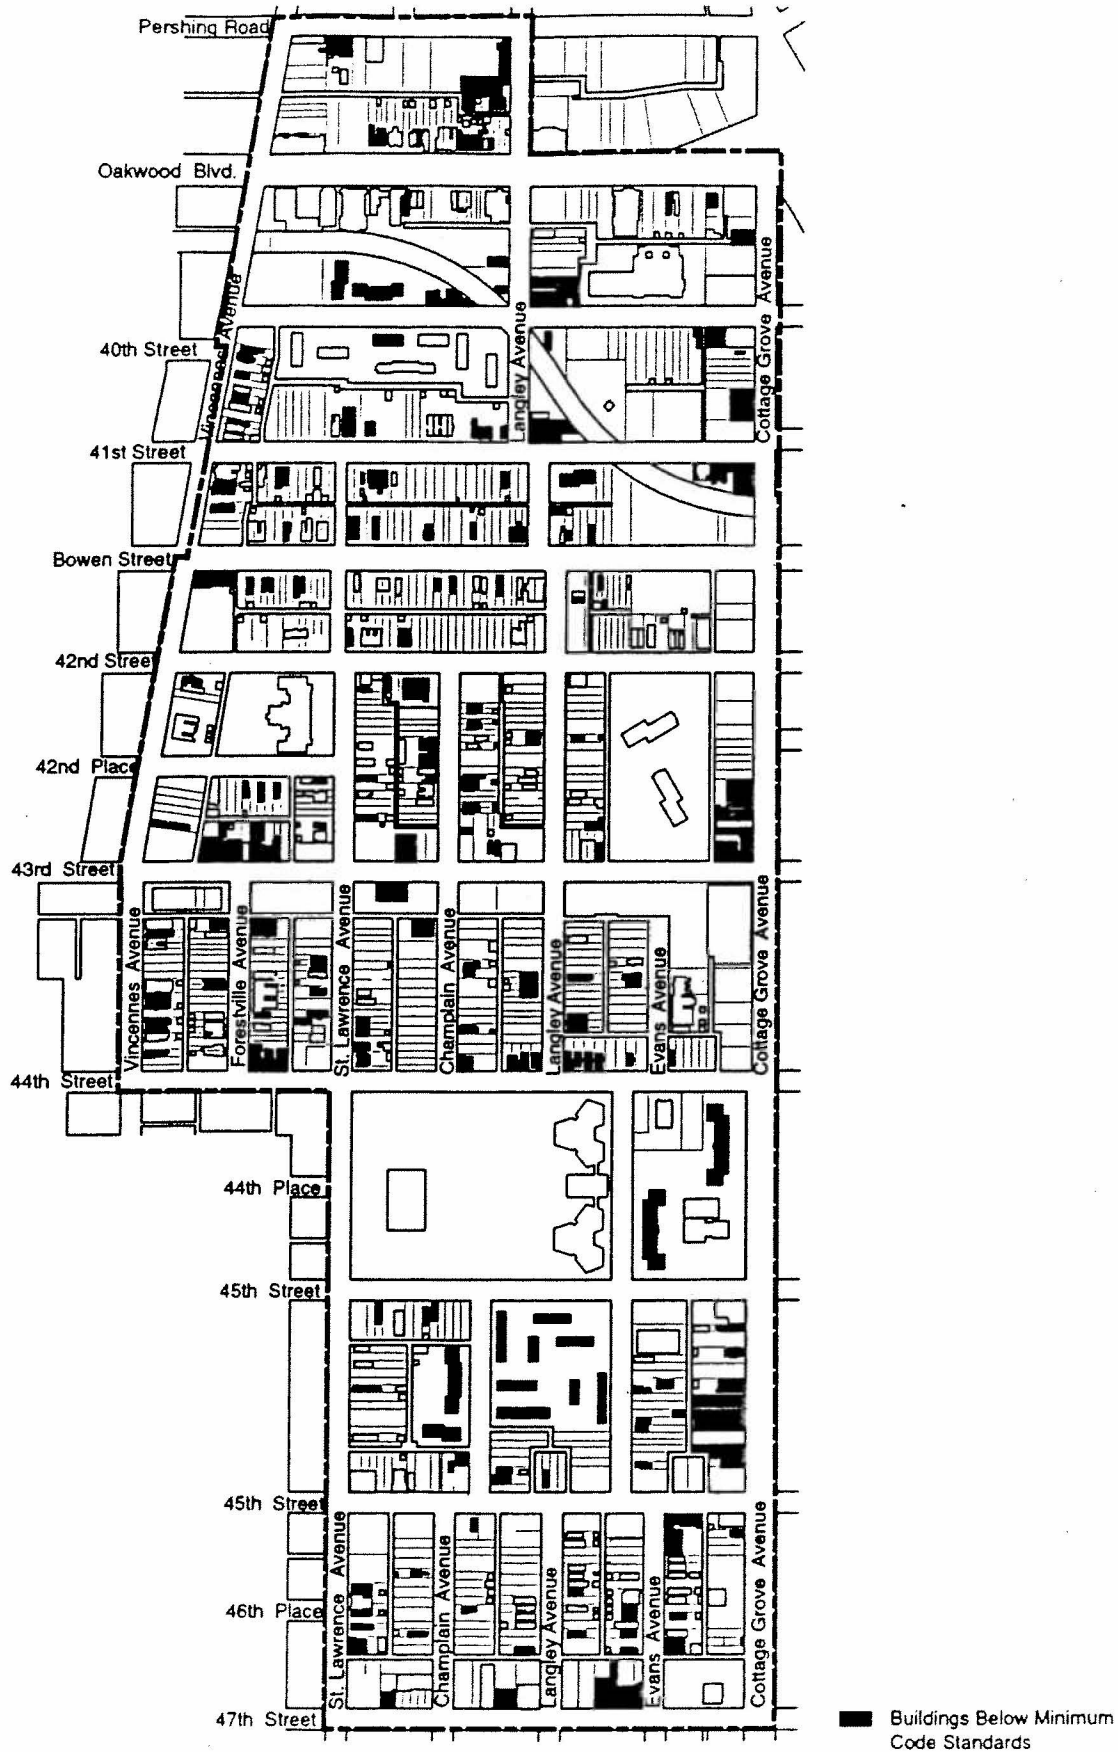 Pershing Road
Oakwood Blvd.
Vincennes Avenue
Langley Avenue
Cottage Grove Avenue
40th Street
41st Street
Bowen Street
42nd Street
42nd Place
43rd Street
Vincennes Avenue
Forestville Avenue
St. Lawrence Avenue
Champlain Avenue
Langley Avenue
Evans Avenue
Cottage Grove Avenue
44th Street
44th Place
45th Street
45th Street
St. Lawrence Avenue
Champlain Avenue
Langley Avenue
Evans Avenue
Cottage Grove Avenue
46th Place
47th Street
Buildings Below Minimum
Code Standards